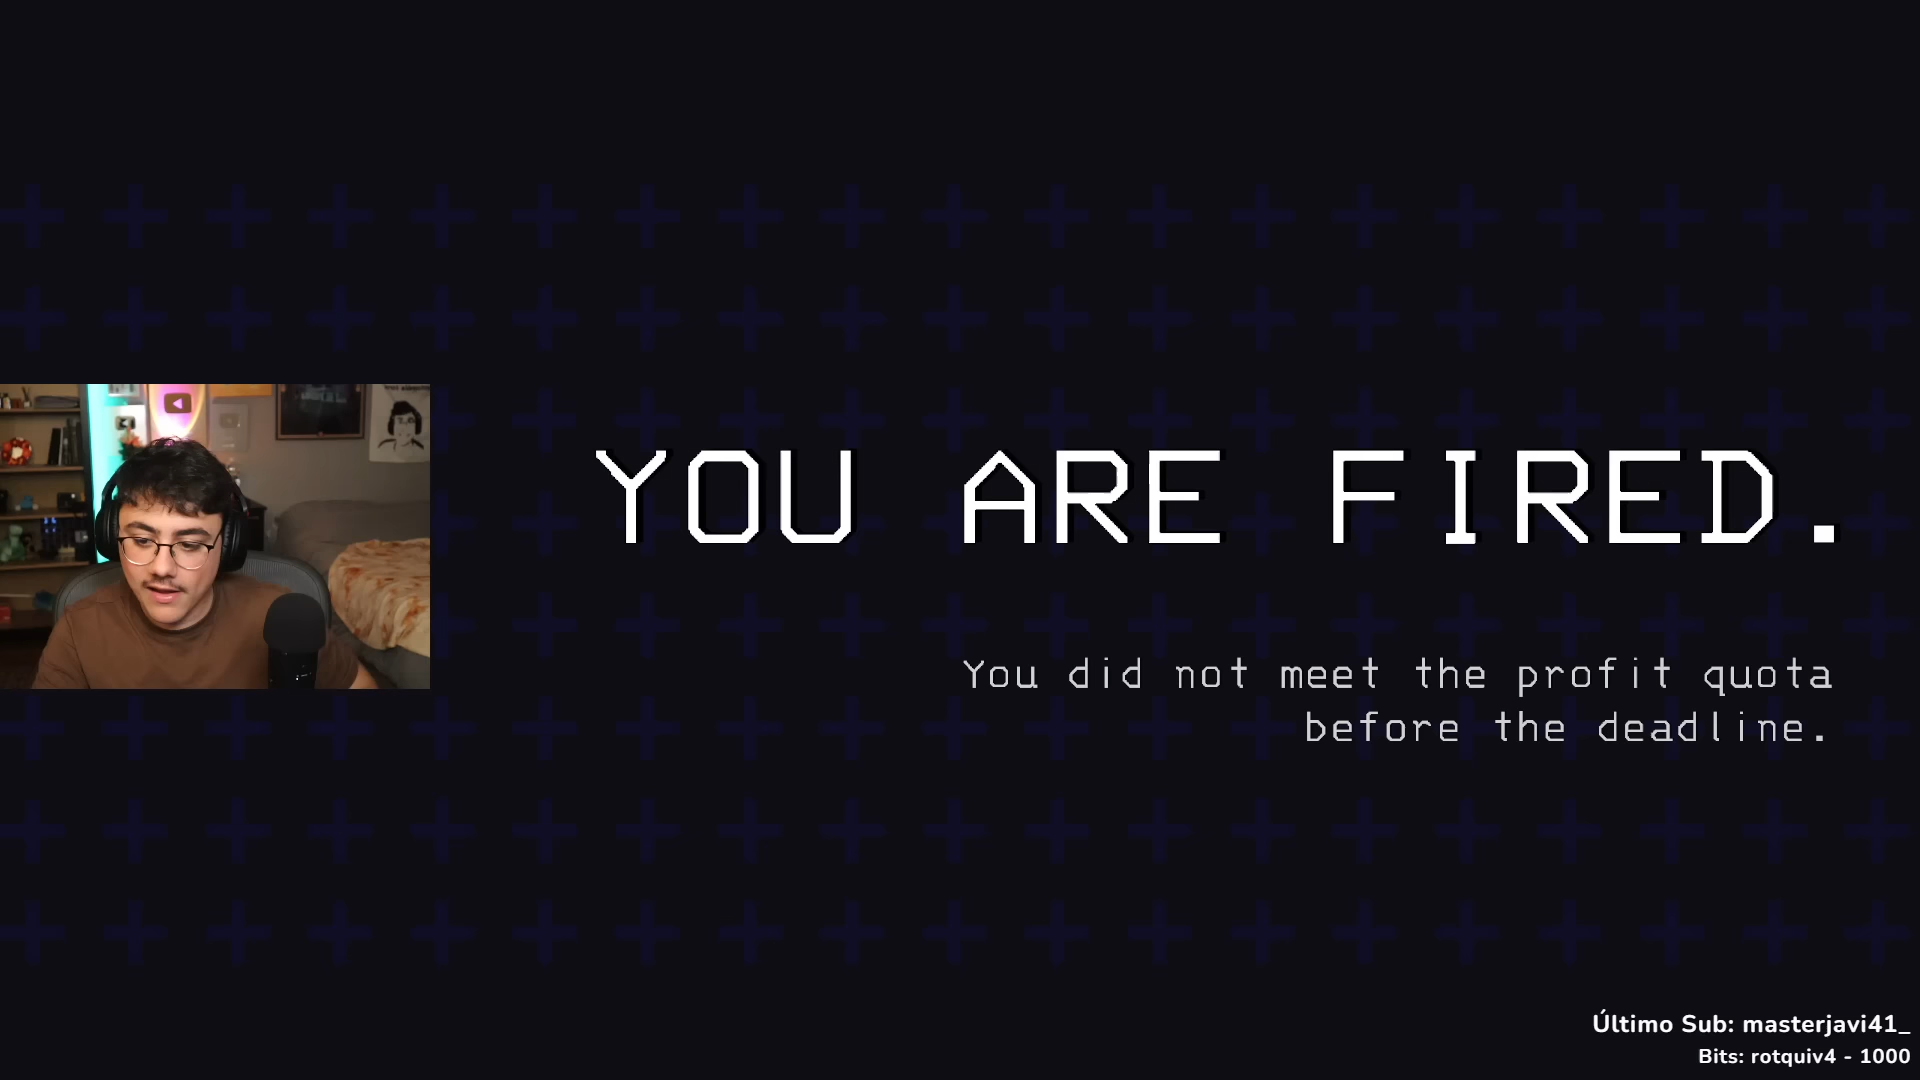 YOU ARE FIRED.
You did not meet the profit quota
before the deadline.
Último Sub: masterjavi41_
Bits: rotquiv4 - 1000